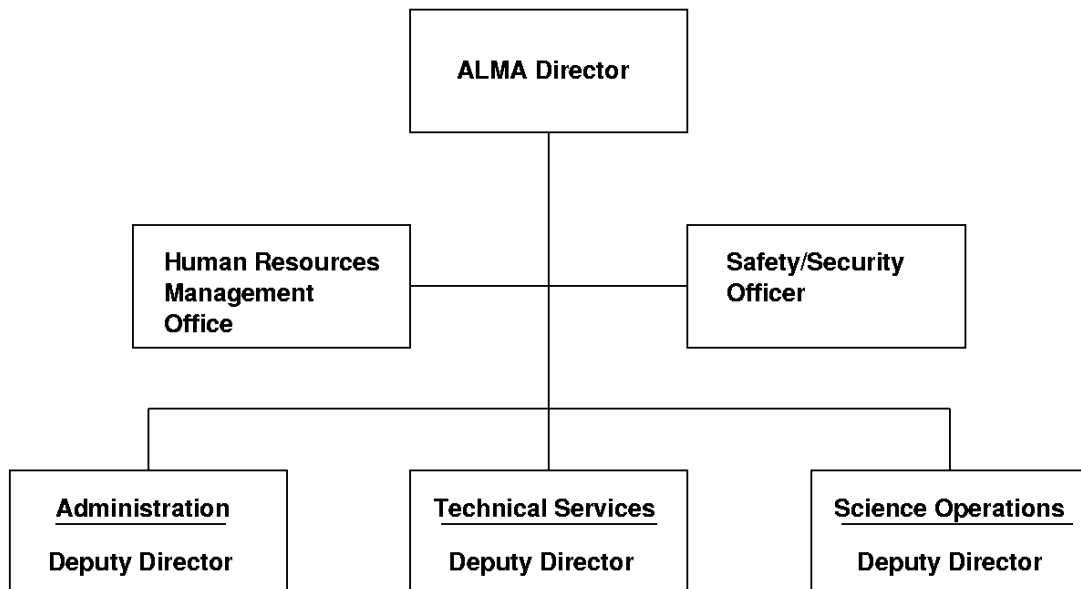 ALMA Director
Human Resources
Management
Office
Safety/Security
Officer
Administration
Deputy Director
Technical Services
Deputy Director
Science Operations
Deputy Director